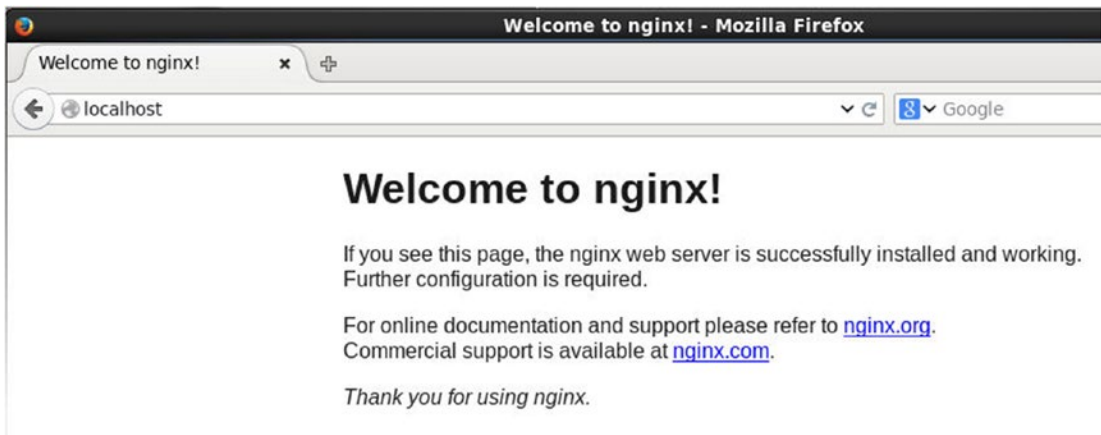 Welcome to nginx! - Mozilla Firefox
Welcome to nginx!
localhost
8 Google
Welcome to nginx!
If you see this page, the nginx web server is successfully installed and working.
Further configuration is required.
For online documentation and support please refer to nginx.org.
Commercial support is available at nginx.com.
Thank you for using nginx.